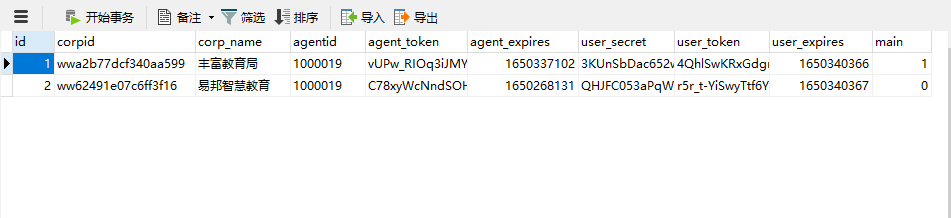 开始事务 备注 筛选 排序 导入 导出
id corpid corp_name agentid agent_token agent_expires user_secret user_token user_expires main
1 wwa2b77dcf340aa599 丰富教育局 1000019 vUPw_RIOq3iJMY 1650337102 3KUnSbDac652v 4QhlSwKRxGdgr 1650340366 1
2 ww62491e07c6ff3f16 易邦智慧教育 1000019 C78xyWcNndSOH 1650268131 QHJFC053aPqW r5r_t-YiSwyTtf6Y 1650340367 0